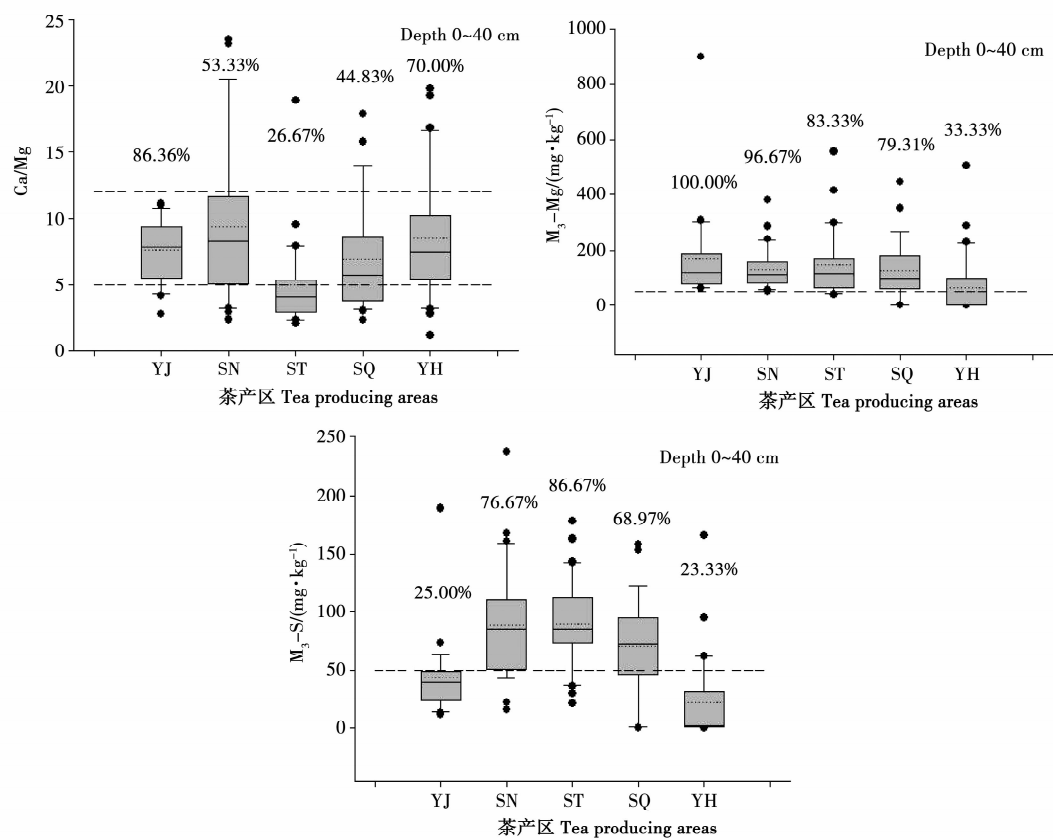 25
20
15
10
5
0
Ca/Mg
Depth 0~40 cm
86.36%
53.33%
26.67%
44.83%
70.00%
YJ SN ST SQ YH
茶产区 Tea producing areas
1000
800
600
400
200
0
M₃-Mg/(mg·kg⁻¹)
Depth 0~40 cm
100.00%
96.67%
83.33%
79.31%
33.33%
YJ SN ST SQ YH
茶产区 Tea producing areas
250
200
150
100
50
0
M₃-S/(mg·kg⁻¹)
Depth 0~40 cm
25.00%
76.67%
86.67%
68.97%
23.33%
YJ SN ST SQ YH
茶产区 Tea producing areas